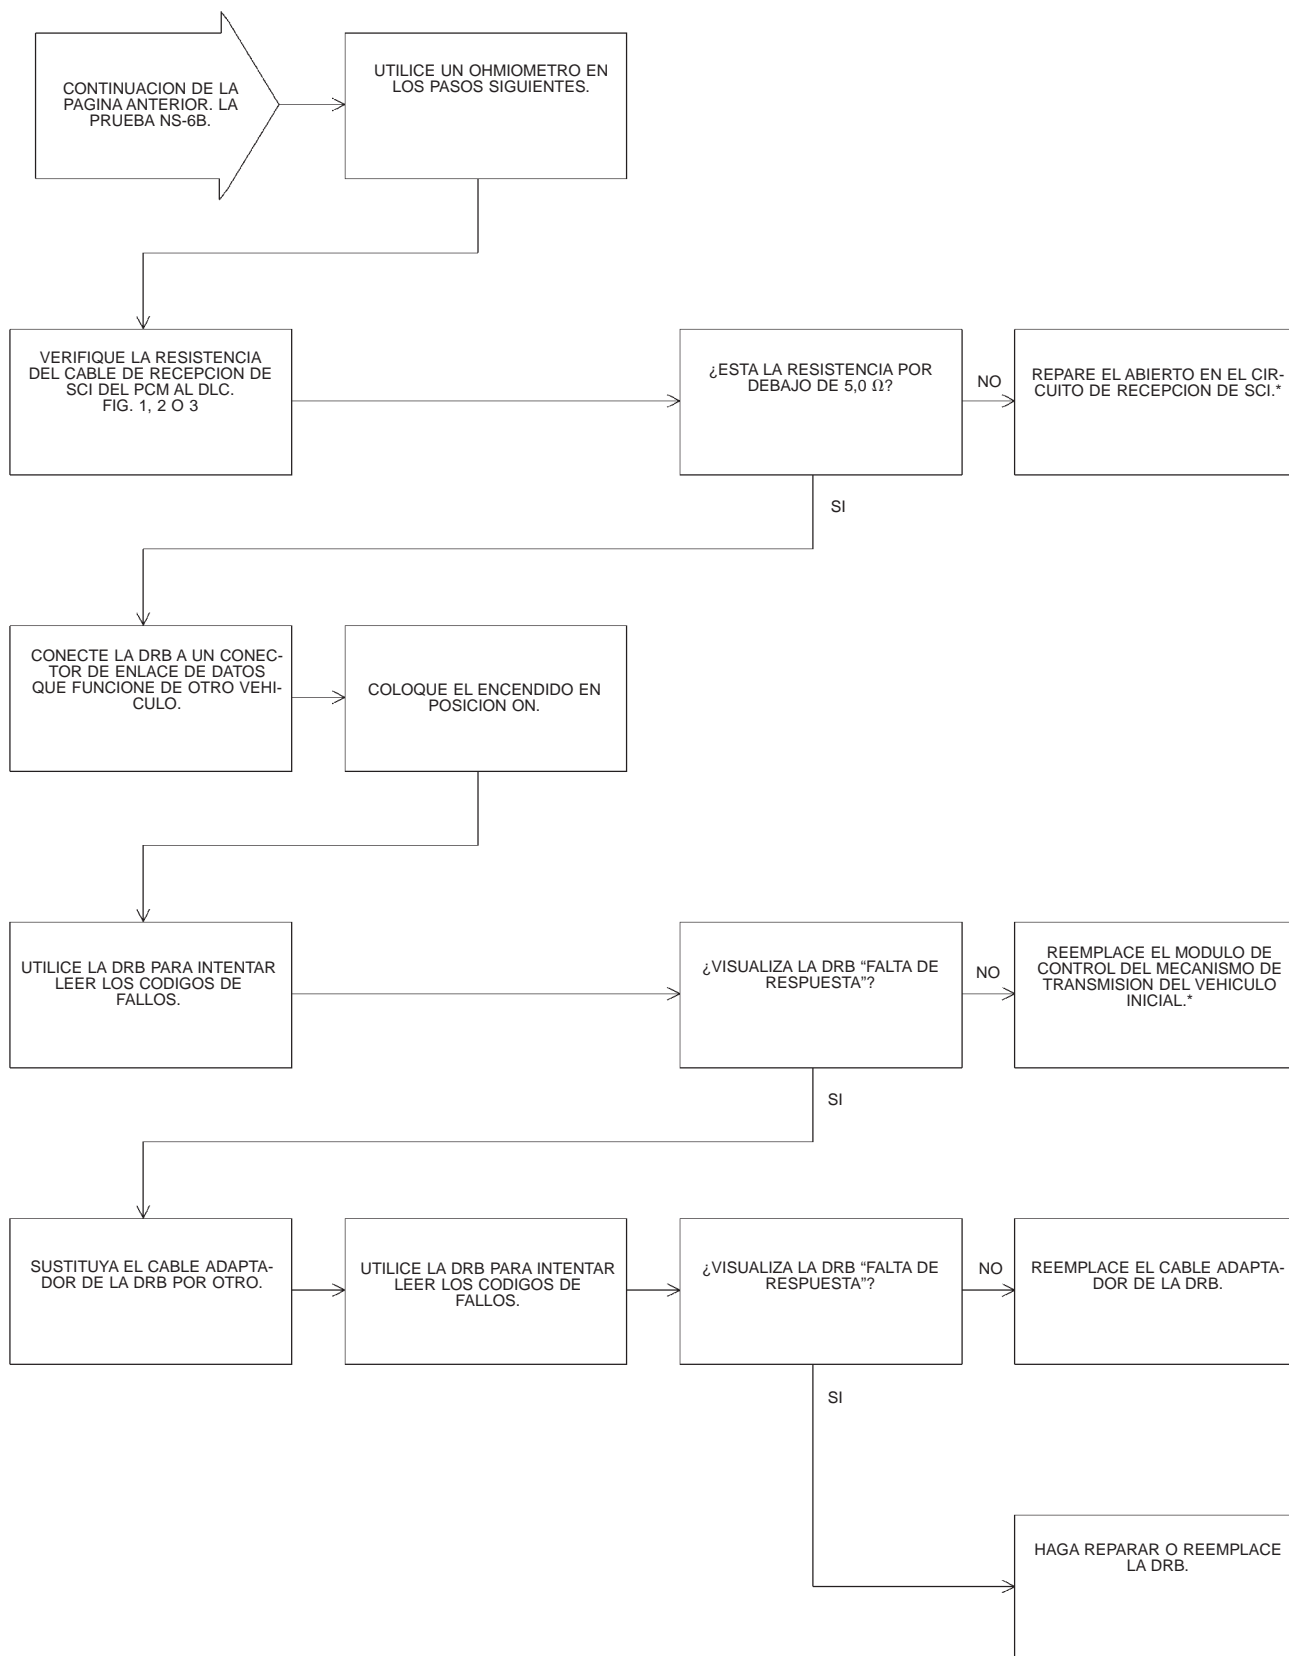 CONTINUACION DE LA
PAGINA ANTERIOR. LA
PRUEBA NS-6B.
UTILICE UN OHMIOMETRO EN
LOS PASOS SIGUIENTES.
VERIFIQUE LA RESISTENCIA
DEL CABLE DE RECEPCION DE
SCI DEL PCM AL DLC.
FIG. 1, 2 O 3
¿ESTA LA RESISTENCIA POR
DEBAJO DE 5,0 Ω?
NO
REPARE EL ABIERTO EN EL CIR-
CUITO DE RECEPCION DE SCI.*
SI
CONECTE LA DRB A UN CONEC-
TOR DE ENLACE DE DATOS
QUE FUNCIONE DE OTRO VEHI-
CULO.
COLOQUE EL ENCENDIDO EN
POSICION ON.
UTILICE LA DRB PARA INTENTAR
LEER LOS CODIGOS DE
FALLOS.
¿VISUALIZA LA DRB “FALTA DE
RESPUESTA”?
NO
REEMPLACE EL MODULO DE
CONTROL DEL MECANISMO DE
TRANSMISION DEL VEHICULO
INICIAL.*
SI
SUSTITUYA EL CABLE ADAPTA-
DOR DE LA DRB POR OTRO.
UTILICE LA DRB PARA INTENTAR
LEER LOS CODIGOS DE
FALLOS.
¿VISUALIZA LA DRB “FALTA DE
RESPUESTA”?
NO
REEMPLACE EL CABLE ADAPTA-
DOR DE LA DRB.
SI
HAGA REPARAR O REEMPLACE
LA DRB.